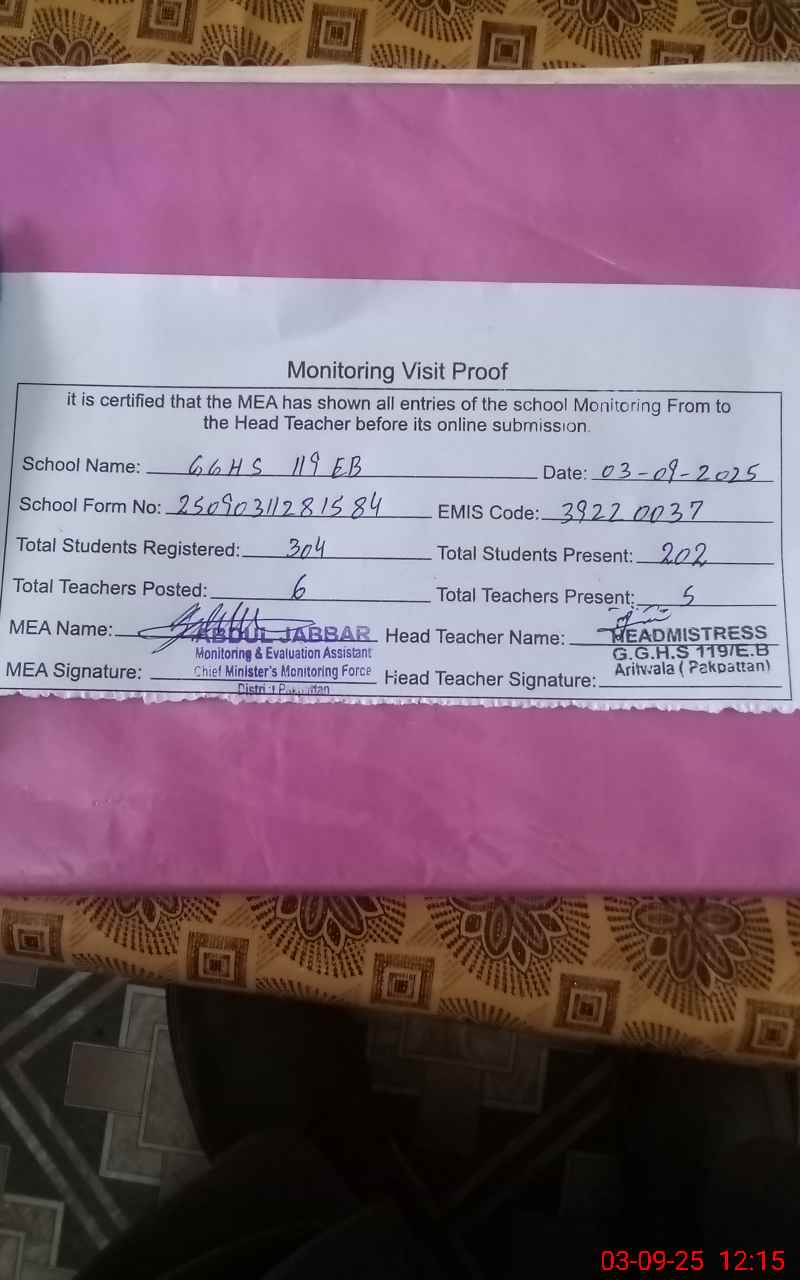 Monitoring Visit Proof
it is certified that the MEA has shown all entries of the school Monitoring From to
the Head Teacher before its online submission.
School Name: GGHS 119 EB Date: 03-09-2025
School Form No: 25090311281584 EMIS Code: 39220037
Total Students Registered: 304 Total Students Present: 202
Total Teachers Posted: 6 Total Teachers Present: 5
MEA Name: ABDUL JABBAR Head Teacher Name: HEADMISTRESS
Monitoring & Evaluation Assistant G.G.H.S 119/E.B
MEA Signature: Chief Minister's Monitoring Force Head Teacher Signature: Arifwala ( Pakpattan)
District Pakpattan
03-09-25 12:15